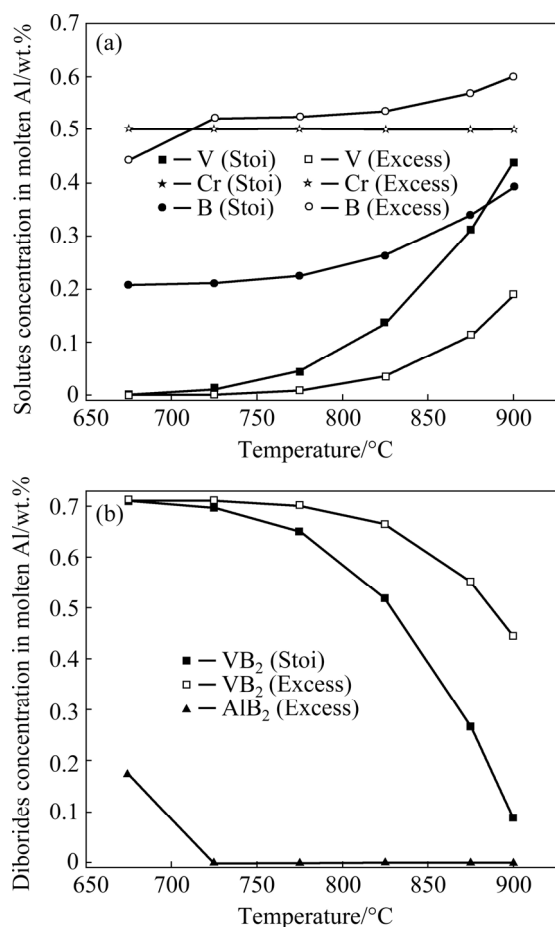 (a)
Solutes concentration in molten Al/wt.%
0.7
0.6
0.5
0.4
0.3
0.2
0.1
0
V (Stoi) V (Excess)
Cr (Stoi) Cr (Excess)
B (Stoi) B (Excess)
650 700 750 800 850 900
Temperature/°C
(b)
Diborides concentration in molten Al/wt.%
0.7
0.6
0.5
0.4
0.3
0.2
0.1
0
VB₂ (Stoi)
VB₂ (Excess)
AlB₂ (Excess)
650 700 750 800 850 900
Temperature/°C